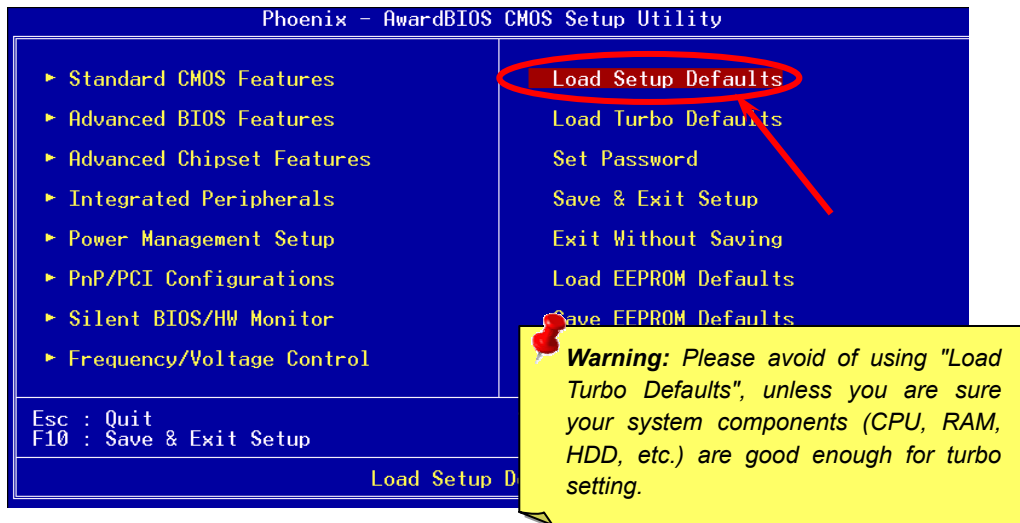 Phoenix - AwardBIOS CMOS Setup Utility
► Standard CMOS Features
► Advanced BIOS Features
► Advanced Chipset Features
► Integrated Peripherals
► Power Management Setup
► PnP/PCI Configurations
► Silent BIOS/HW Monitor
► Frequency/Voltage Control
Load Setup Defaults
Load Turbo Defaults
Set Password
Save & Exit Setup
Exit Without Saving
Load EEPROM Defaults
Save EEPROM Defaults
Esc : Quit
F10 : Save & Exit Setup
Load Setup D
Warning: Please avoid of using "Load
Turbo Defaults", unless you are sure
your system components (CPU, RAM,
HDD, etc.) are good enough for turbo
setting.